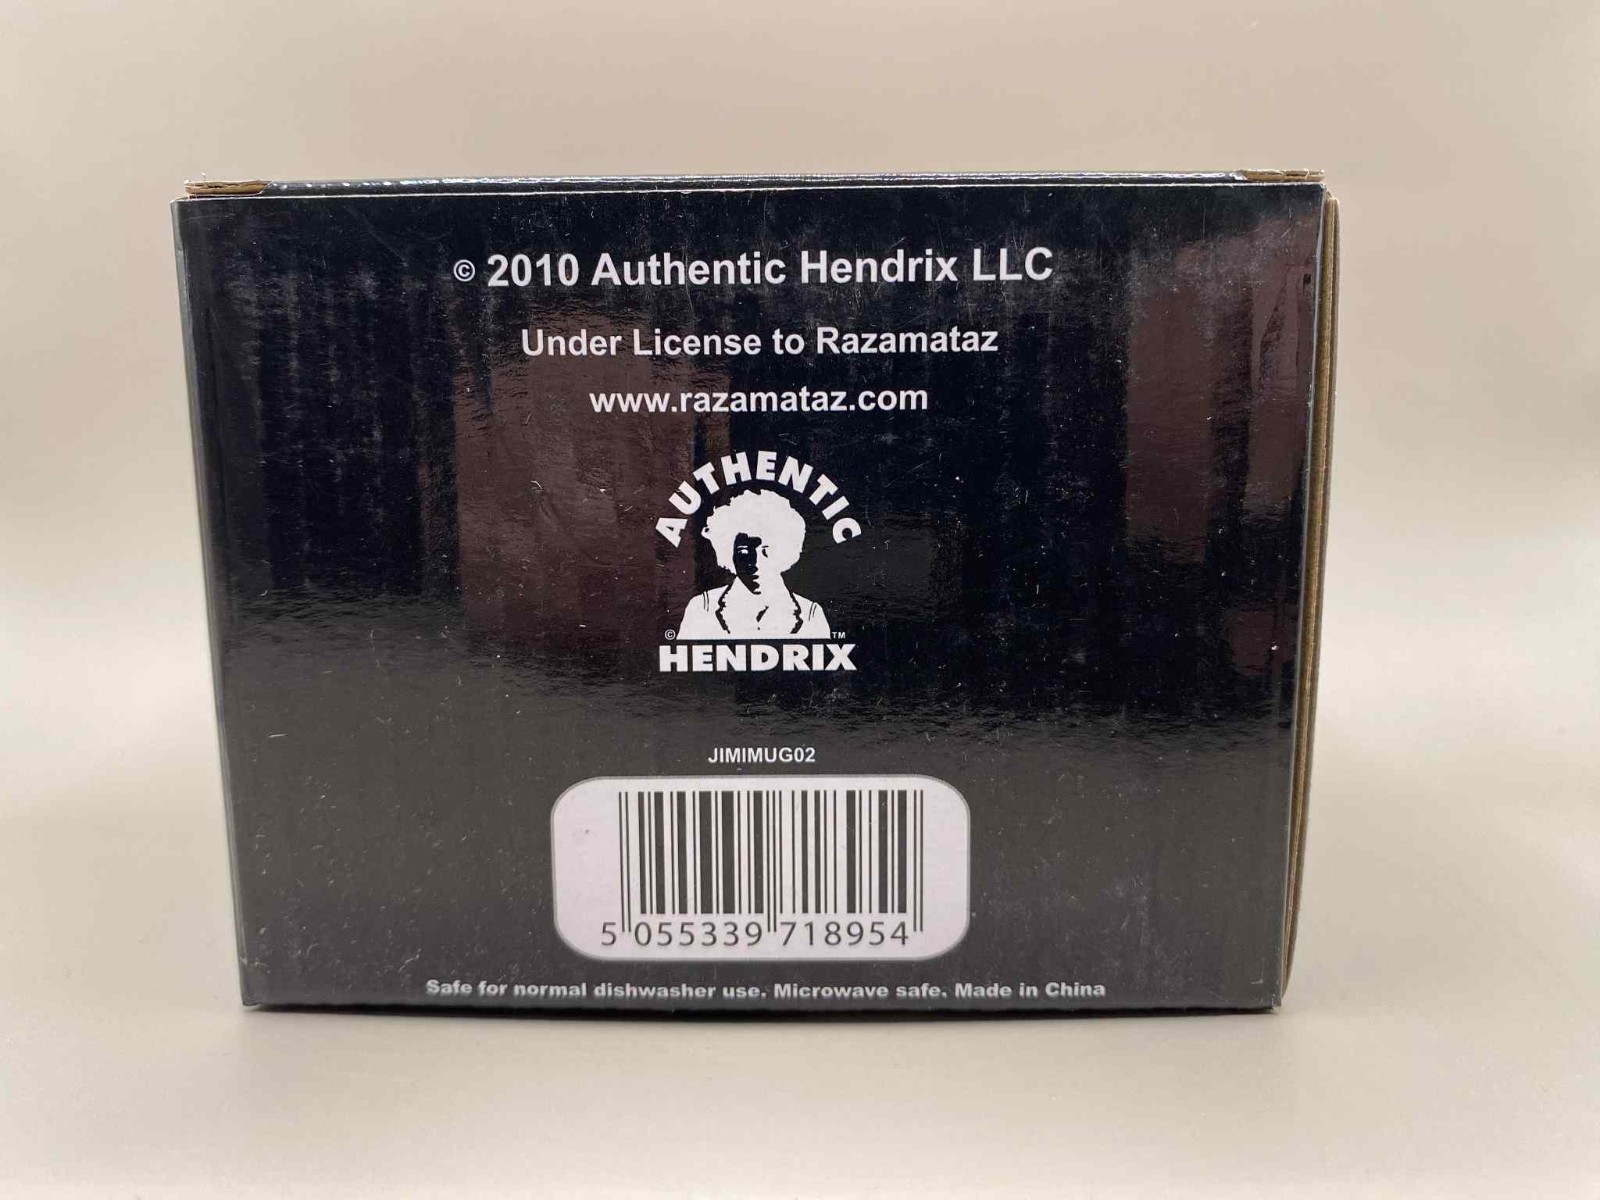 © 2010 Authentic Hendrix LLC
Under License to Razamataz
www.razamataz.com
AUTHENTIC
© TM
HENDRIX
JIMIMUG02
5 055339 718954
Safe for normal dishwasher use. Microwave safe. Made in China